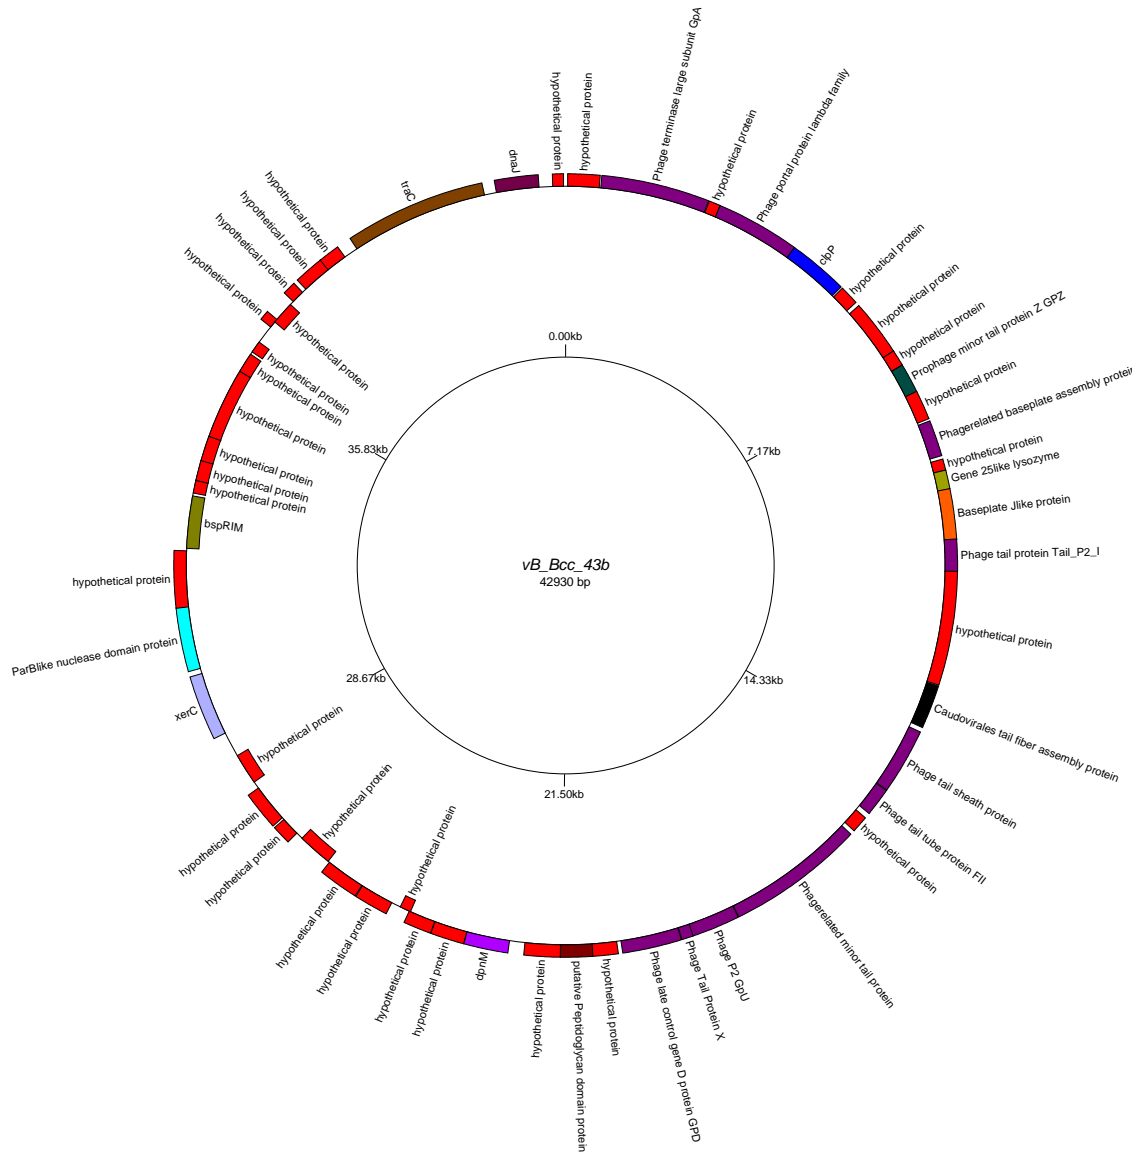 hypothetical protein
hypothetical protein
Phage terminase large subunit GpA
hypothetical protein
Phage portal protein lambda family
clpP
hypothetical protein
hypothetical protein
hypothetical protein
Prophage minor tail protein Z GPZ
hypothetical protein
Phagerelated baseplate assembly protein
hypothetical protein
Gene 25like lysozyme
Baseplate Jlike protein
Phage tail protein Tail_P2_I
hypothetical protein
Caudovirales tail fiber assembly protein
Phage tail sheath protein
Phage tail tube protein FII
hypothetical protein
Phagerelated minor tail protein
Phage P2 GpU
Phage Tail Protein X
Phage late control gene D protein GPD
hypothetical protein
putative Peptidoglycan domain protein
hypothetical protein
dpnM
hypothetical protein
hypothetical protein
hypothetical protein
hypothetical protein
hypothetical protein
hypothetical protein
hypothetical protein
hypothetical protein
hypothetical protein
xerC
ParBlike nuclease domain protein
hypothetical protein
bspRIM
hypothetical protein
hypothetical protein
hypothetical protein
hypothetical protein
hypothetical protein
hypothetical protein
hypothetical protein
hypothetical protein
hypothetical protein
hypothetical protein
hypothetical protein
traC
dnaJ
0.00kb
7.17kb
14.33kb
21.50kb
28.67kb
35.83kb
vB_Bcc_43b
42930 bp